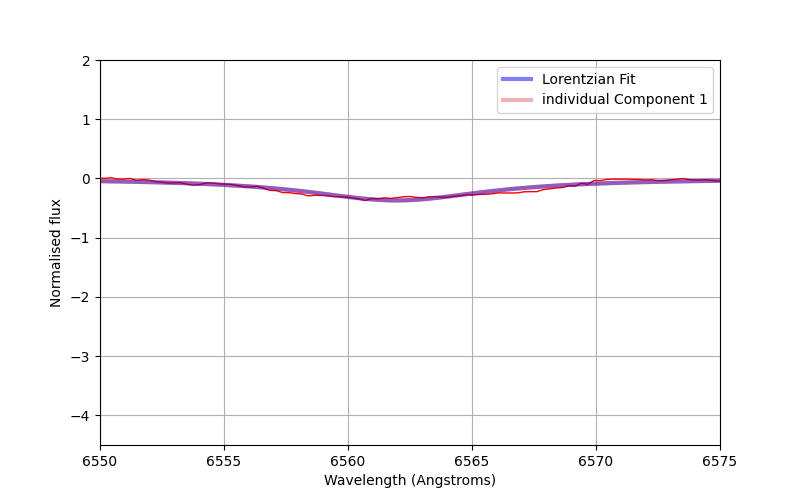 2
1
0
−1
−2
−3
−4
Normalised flux
6550 6555 6560 6565 6570 6575
Wavelength (Angstroms)
Lorentzian Fit
individual Component 1